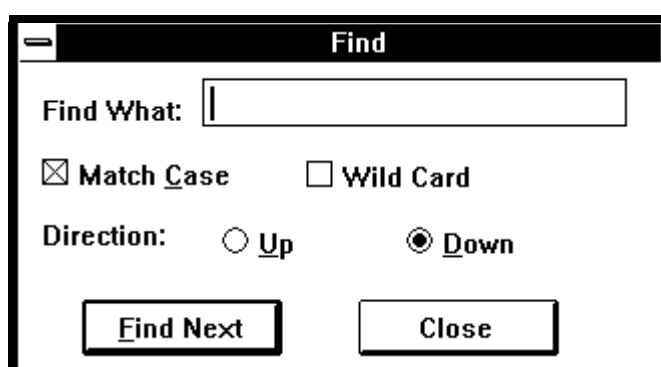 Find
Find What:
Match Case Wild Card
Direction: Up Down
Find Next Close